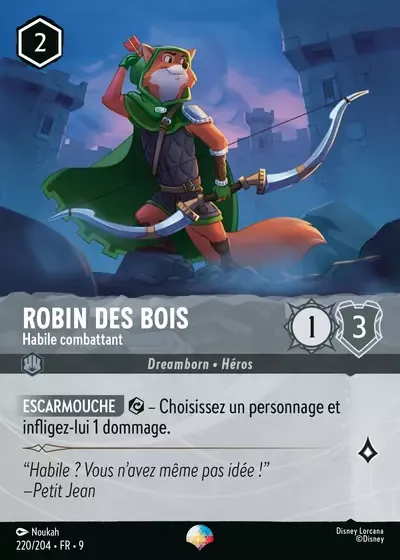 2
ROBIN DES BOIS
Habile combattant
1
3
Dreamborn • Héros
ESCARMOUCHE – Choisissez un personnage et
infligez-lui 1 dommage.
“Habile ? Vous n’avez même pas idée !”
–Petit Jean
Noukah
220/204 • FR • 9
Disney Lorcana
©Disney